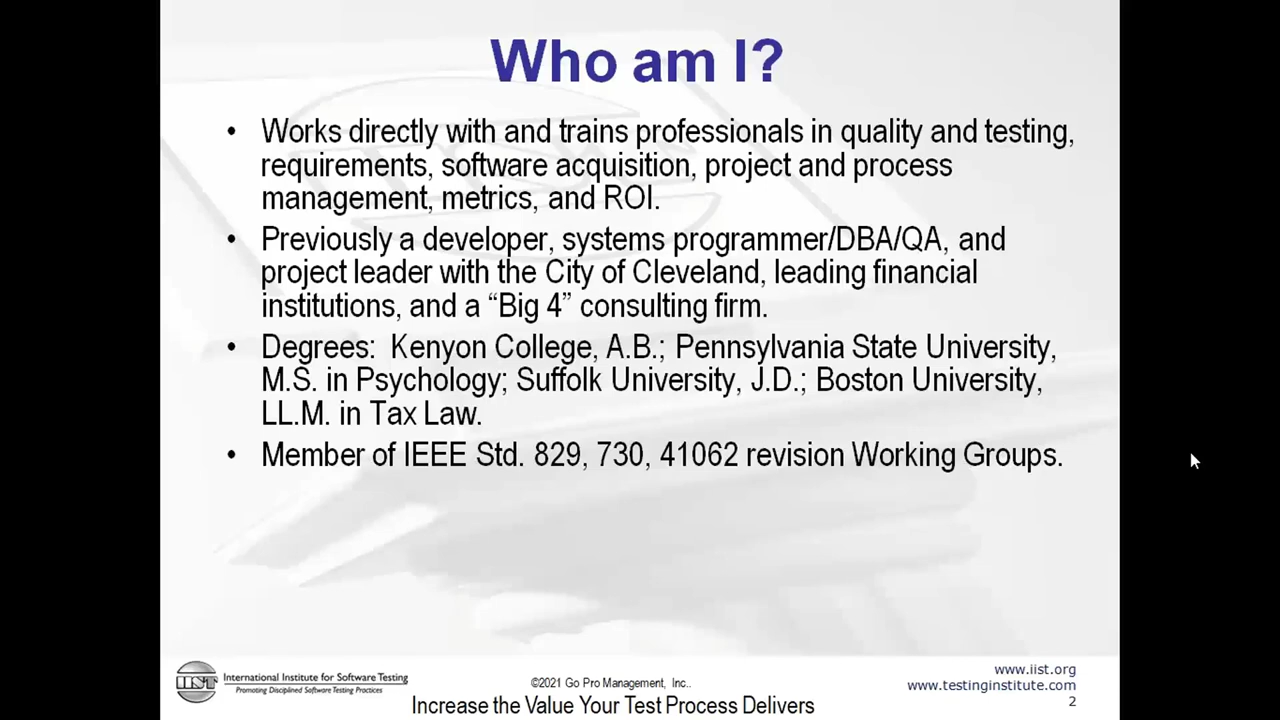 Who am I?
• Works directly with and trains professionals in quality and testing,
requirements, software acquisition, project and process
management, metrics, and ROI.
• Previously a developer, systems programmer/DBA/QA, and
project leader with the City of Cleveland, leading financial
institutions, and a “Big 4” consulting firm.
• Degrees:  Kenyon College, A.B.; Pennsylvania State University,
M.S. in Psychology; Suffolk University, J.D.; Boston University,
LL.M. in Tax Law.
• Member of IEEE Std. 829, 730, 41062 revision Working Groups.
IIST
International Institute for Software Testing
Promoting Disciplined Software Testing Practices
©2021 Go Pro Management, Inc..
Increase the Value Your Test Process Delivers
www.iist.org
www.testinginstitute.com
2